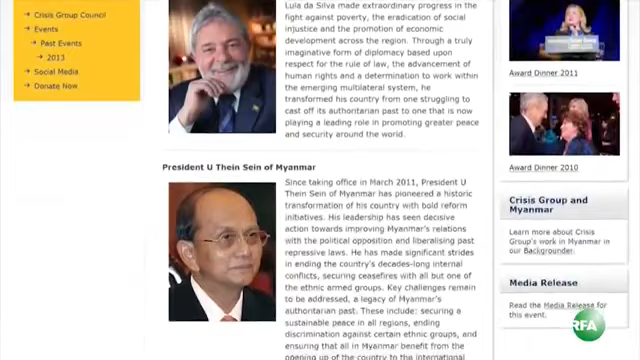 Crisis Group Council
Events
Past Events
2013
Social Media
Donate Now
Lula da Silva made extraordinary progress in the
fight against poverty, the eradication of social
injustice and the promotion of economic
development across the region. Through a truly
imaginative form of diplomacy based upon
respect for the rule of law, the advancement of
human rights and a determination to work within
the emerging multilateral system, he
transformed his country from one struggling to
cast off its authoritarian past to one that is now
playing a leading role in promoting greater peace
and security around the world.
President U Thein Sein of Myanmar
Since taking office in March 2011, President U
Thein Sein of Myanmar has pioneered a historic
transformation of his country with bold reform
initiatives. His leadership has seen decisive
action towards improving Myanmar's relations
with the political opposition and liberalising past
repressive laws. He has made significant strides
in ending the country's decades-long internal
conflicts, securing ceasefires with all but one of
the ethnic armed groups. Key challenges remain
to be addressed, a legacy of Myanmar's
authoritarian past. These include: securing a
sustainable peace in all regions, ending
discrimination against certain ethnic groups, and
ensuring that all in Myanmar benefit from the
opening up of the country to the international
Award Dinner 2011
Award Dinner 2010
Crisis Group and
Myanmar
Learn more about Crisis
Group's work in Myanmar in
our Backgrounder.
Media Release
Read the Media Release for
this event.
RFA